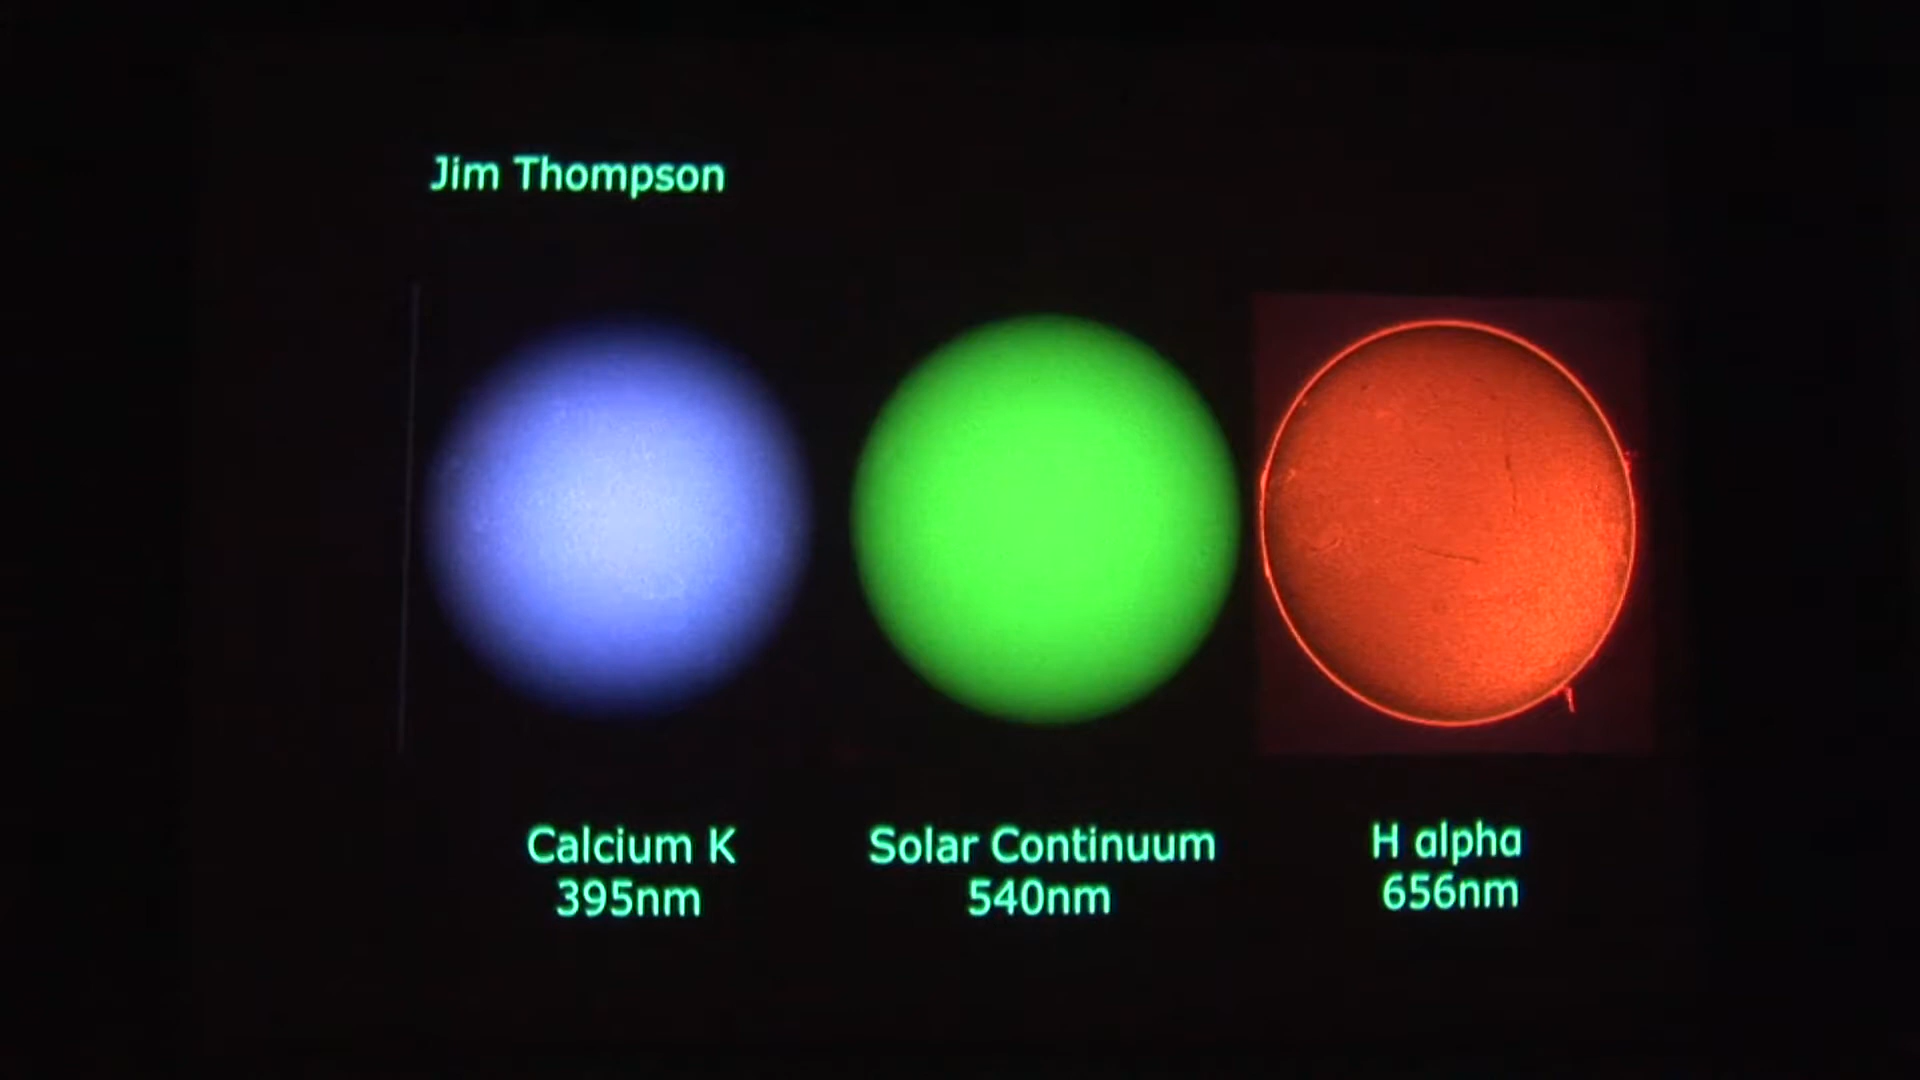 Jim Thompson
Calcium K
395nm
Solar Continuum
540nm
H alpha
656nm